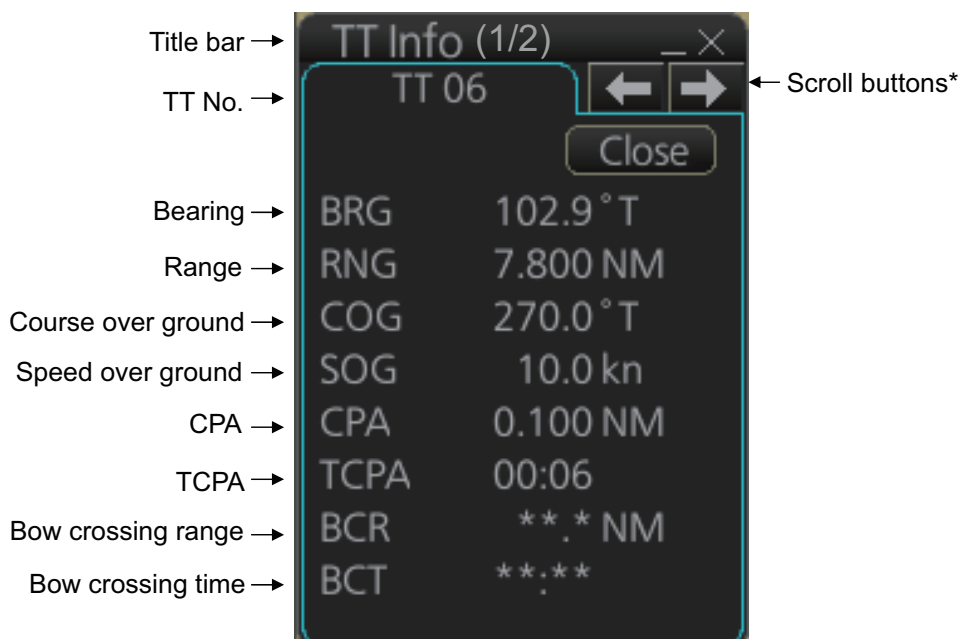 Title bar TT Info (1/2)
TT No. TT 06 Scroll buttons*
Close
Bearing BRG 102.9°T
Range RNG 7.800 NM
Course over ground COG 270.0°T
Speed over ground SOG 10.0 kn
CPA CPA 0.100 NM
TCPA TCPA 00:06
Bow crossing range BCR **.* NM
Bow crossing time BCT **:**